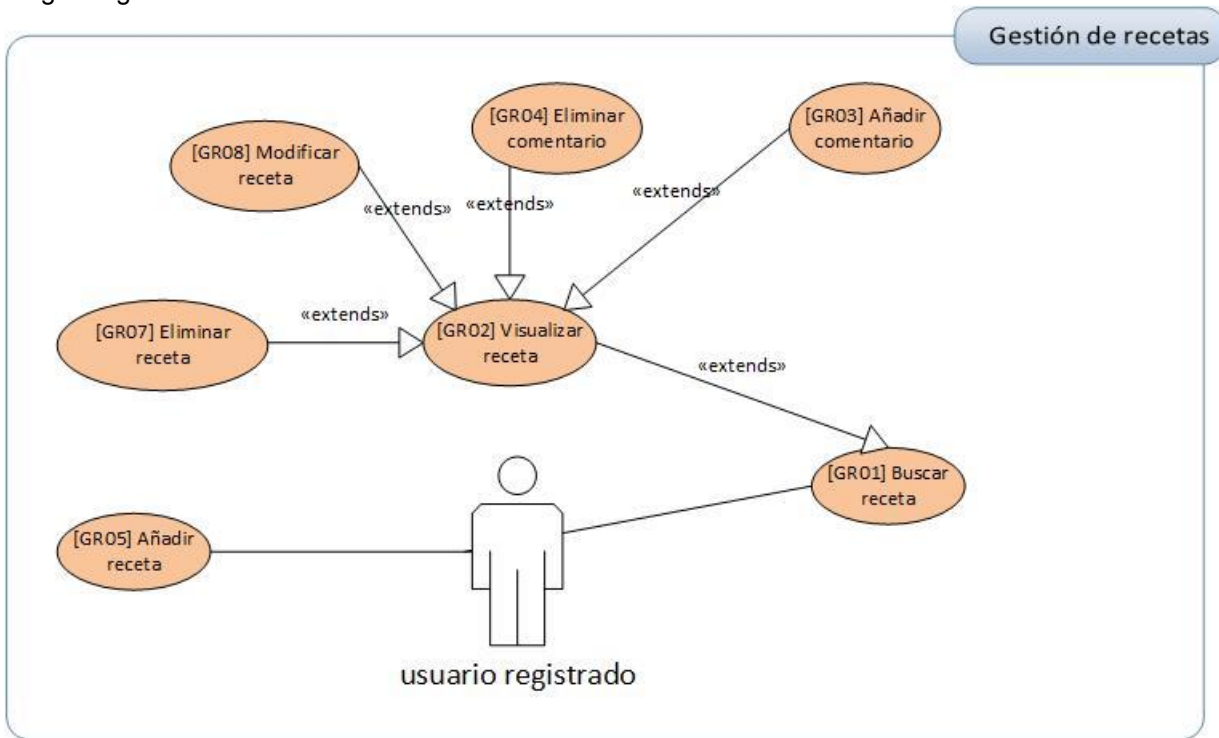 Gestión de recetas
[GR04] Eliminar
comentario
[GR03] Añadir
comentario
[GR08] Modificar
receta
«extends»
«extends»
«extends»
[GR07] Eliminar
receta
«extends»
[GR02] Visualizar
receta
«extends»
[GR01] Buscar
receta
[GR05] Añadir
receta
usuario registrado